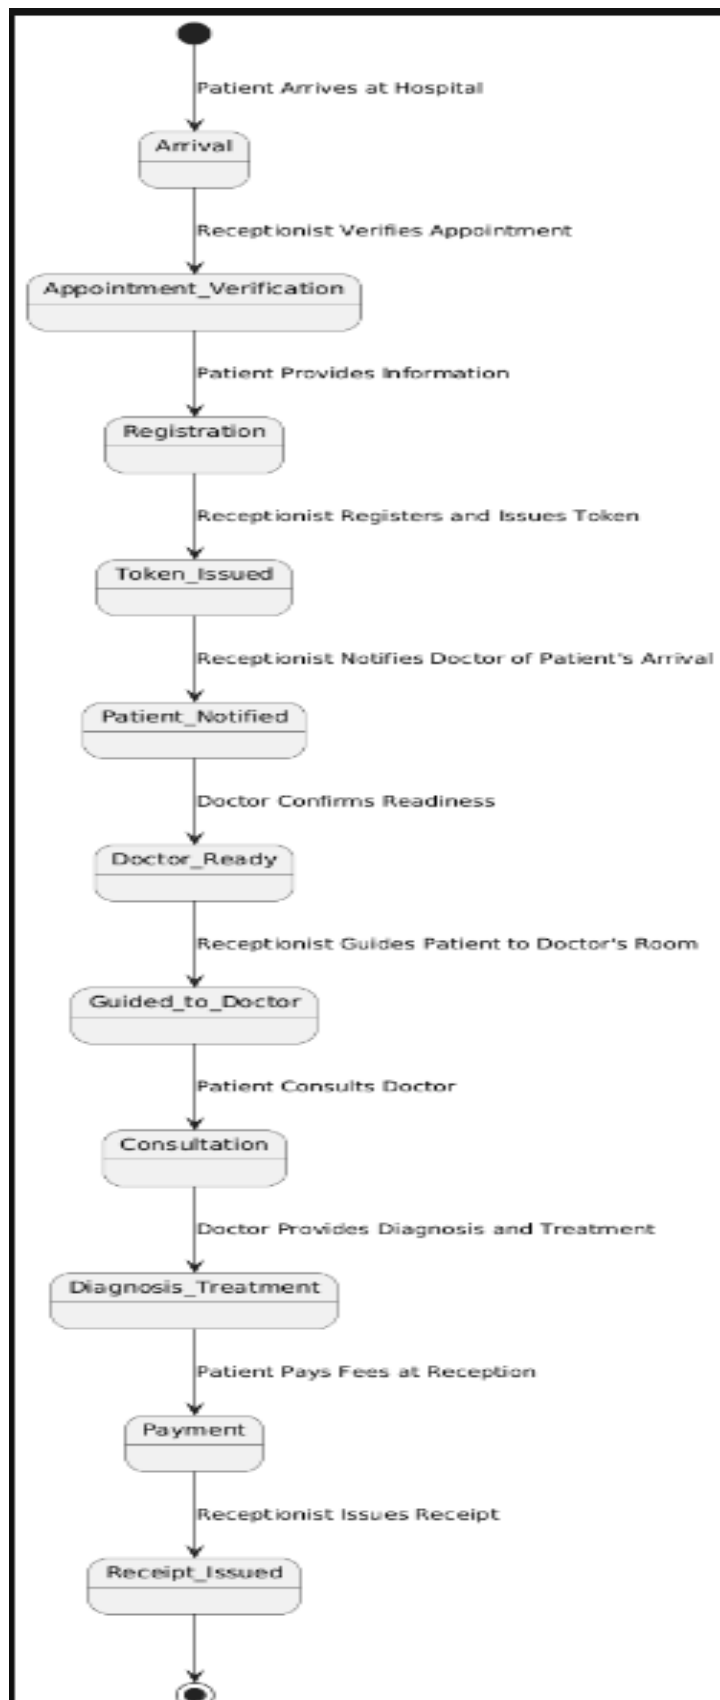 Patient Arrives at Hospital
Arrival
Receptionist Verifies Appointment
Appointment_Verification
Patient Provides Information
Registration
Receptionist Registers and Issues Token
Token_Issued
Receptionist Notifies Doctor of Patient's Arrival
Patient_Notified
Doctor Confirms Readiness
Doctor_Ready
Receptionist Guides Patient to Doctor's Room
Guided_to_Doctor
Patient Consults Doctor
Consultation
Doctor Provides Diagnosis and Treatment
Diagnosis_Treatment
Patient Pays Fees at Reception
Payment
Receptionist Issues Receipt
Receipt_Issued